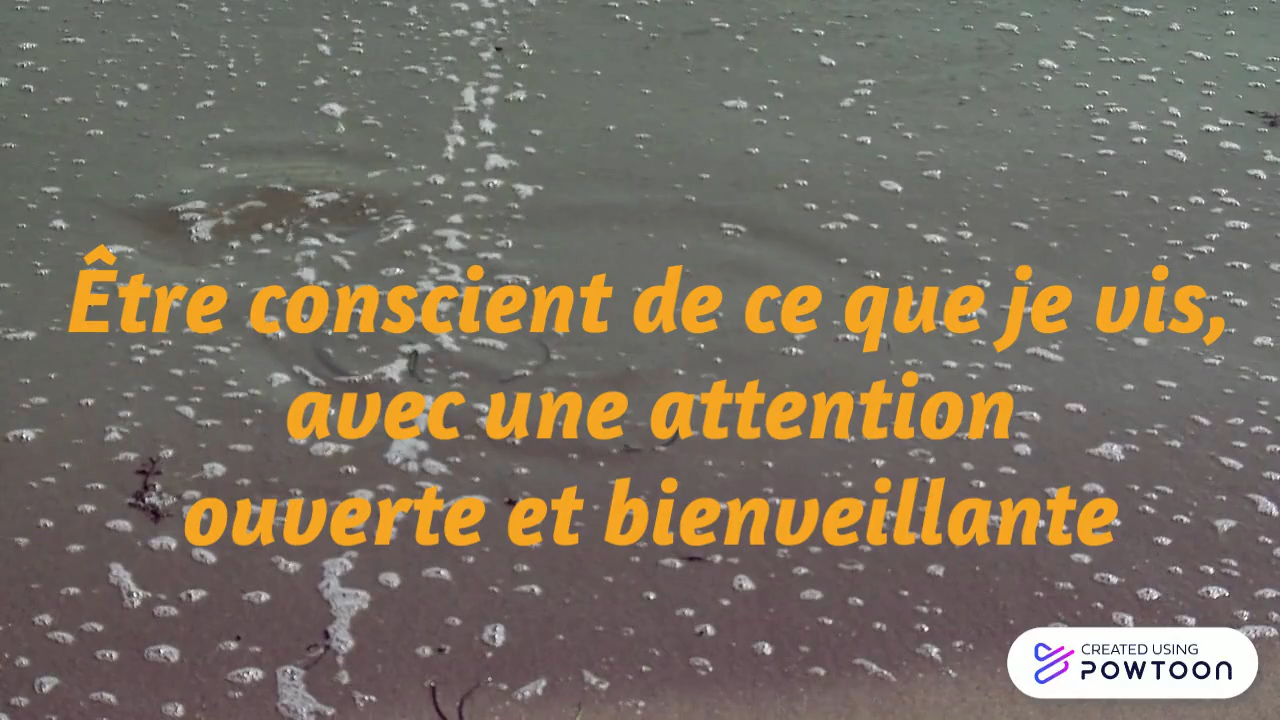 Être conscient de ce que je vis,
avec une attention
ouverte et bienveillante
CREATED USING
POWTOON